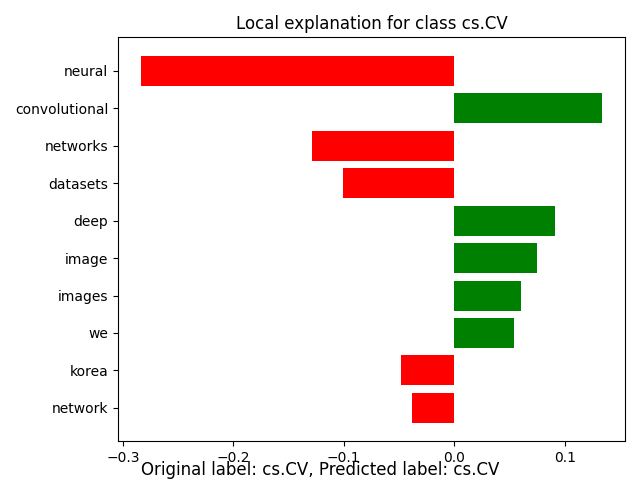 Local explanation for class cs.CV
neural
convolutional
networks
datasets
deep
image
images
we
korea
network
−0.3 −0.2 −0.1 0.0 0.1
Original label: cs.CV, Predicted label: cs.CV